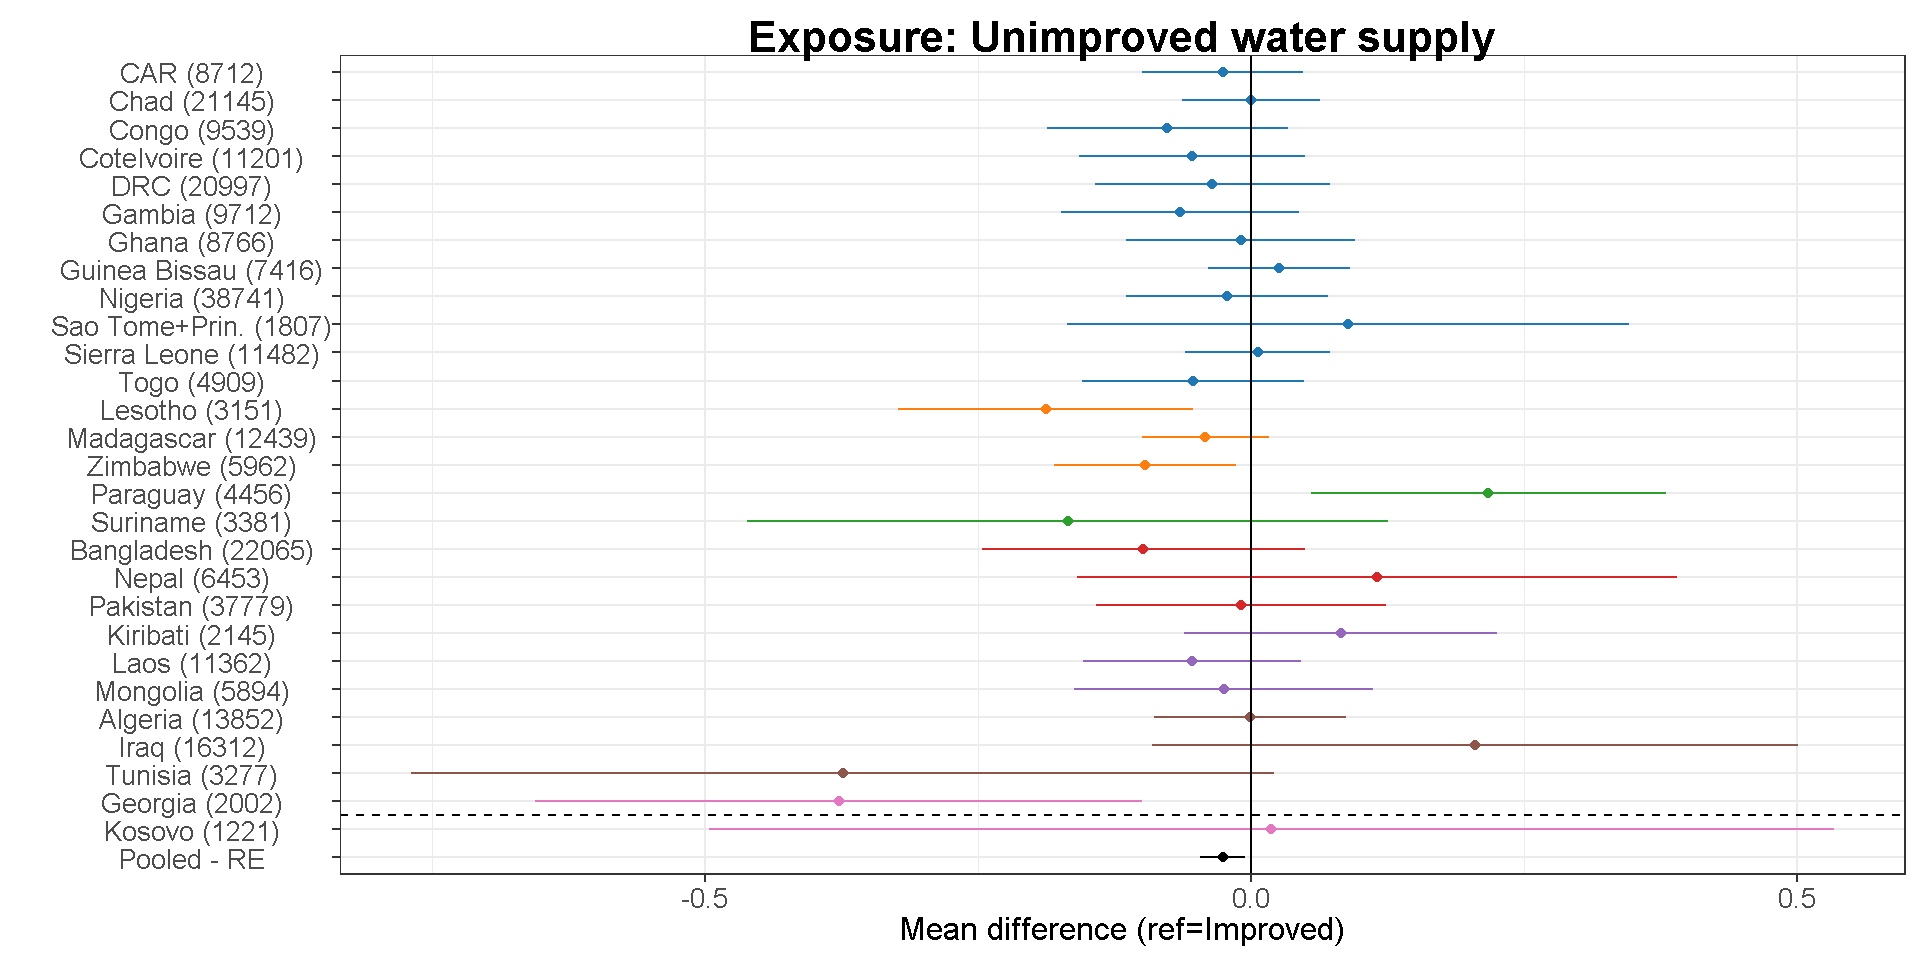 Exposure: Unimproved water supply
CAR (8712)
Chad (21145)
Congo (9539)
CoteIvoire (11201)
DRC (20997)
Gambia (9712)
Ghana (8766)
Guinea Bissau (7416)
Nigeria (38741)
Sao Tome+Prin. (1807)
Sierra Leone (11482)
Togo (4909)
Lesotho (3151)
Madagascar (12439)
Zimbabwe (5962)
Paraguay (4456)
Suriname (3381)
Bangladesh (22065)
Nepal (6453)
Pakistan (37779)
Kiribati (2145)
Laos (11362)
Mongolia (5894)
Algeria (13852)
Iraq (16312)
Tunisia (3277)
Georgia (2002)
Kosovo (1221)
Pooled - RE
-0.5 0.0 0.5
Mean difference (ref=Improved)